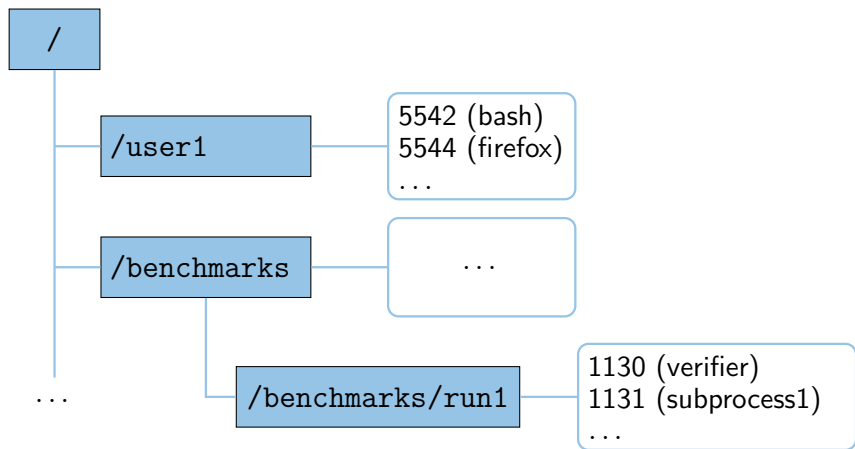 /
/user1
5542 (bash)
5544 (firefox)
...
/benchmarks
...
...
/benchmarks/run1
1130 (verifier)
1131 (subprocess1)
...